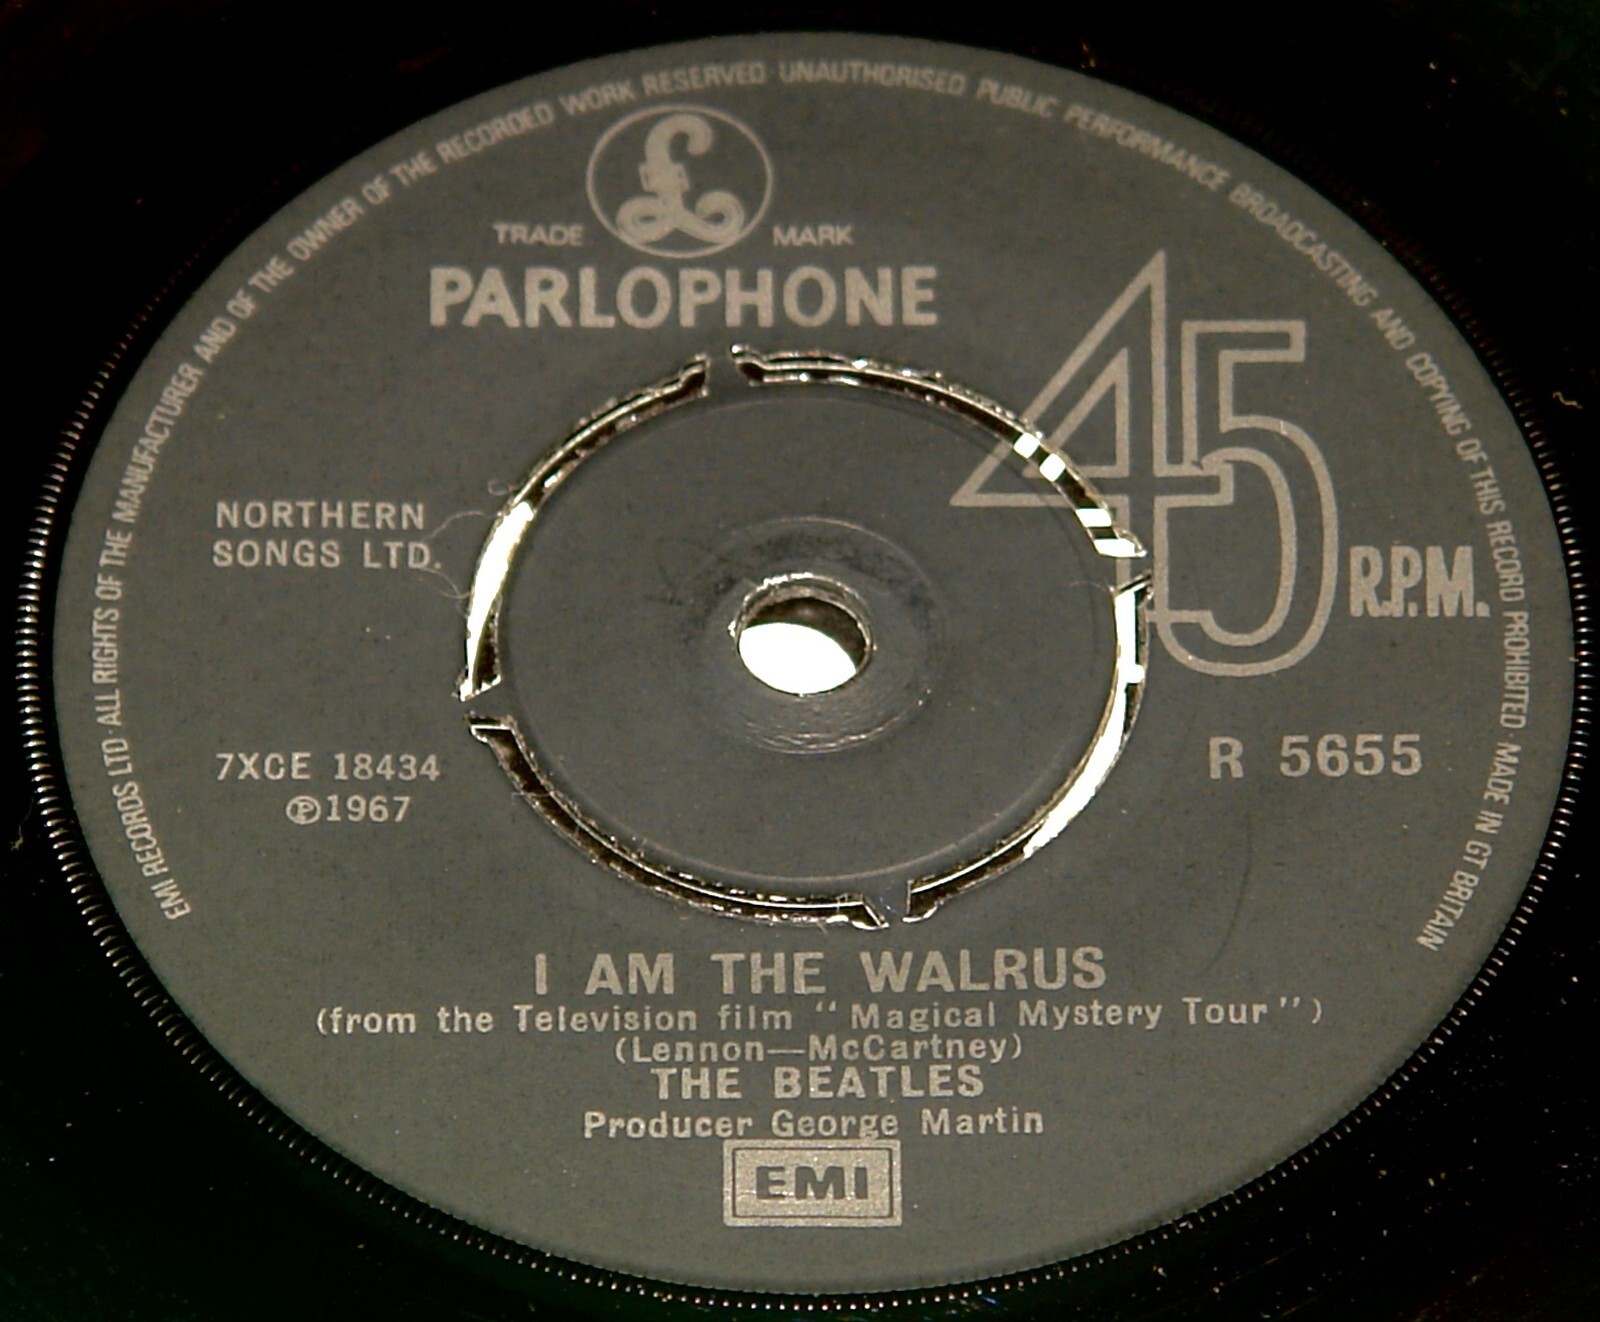 EMI RECORDS LTD · ALL RIGHTS OF THE MANUFACTURER AND OF THE OWNER OF THE RECORDED WORK RESERVED · UNAUTHORISED PUBLIC PERFORMANCE BROADCASTING AND COPYING OF THIS RECORD PROHIBITED · MADE IN GT BRITAIN
£
TRADE MARK
PARLOPHONE
45 R.P.M.
NORTHERN
SONGS LTD.
7XCE 18434
℗1967
R 5655
I AM THE WALRUS
(from the Television film “Magical Mystery Tour”)
(Lennon—McCartney)
THE BEATLES
Producer George Martin
EMI